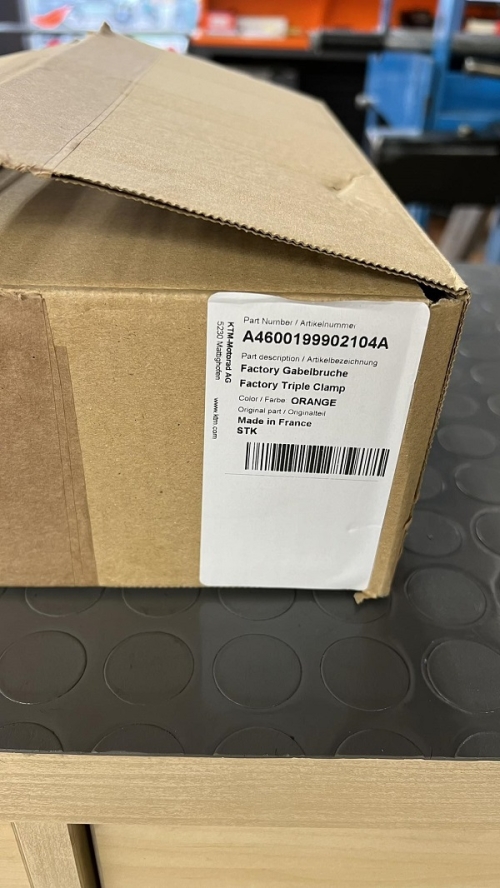 Part Number / Artikelnummer
A4600199902104A
Part description / Artikelbezeichnung
Factory Gabelbruche
Factory Triple Clamp
Color / Farbe: ORANGE
Original part / Originalteil
Made in France
STK
KTM-Motorad AG
5230 Mattighofen
www.ktm.com